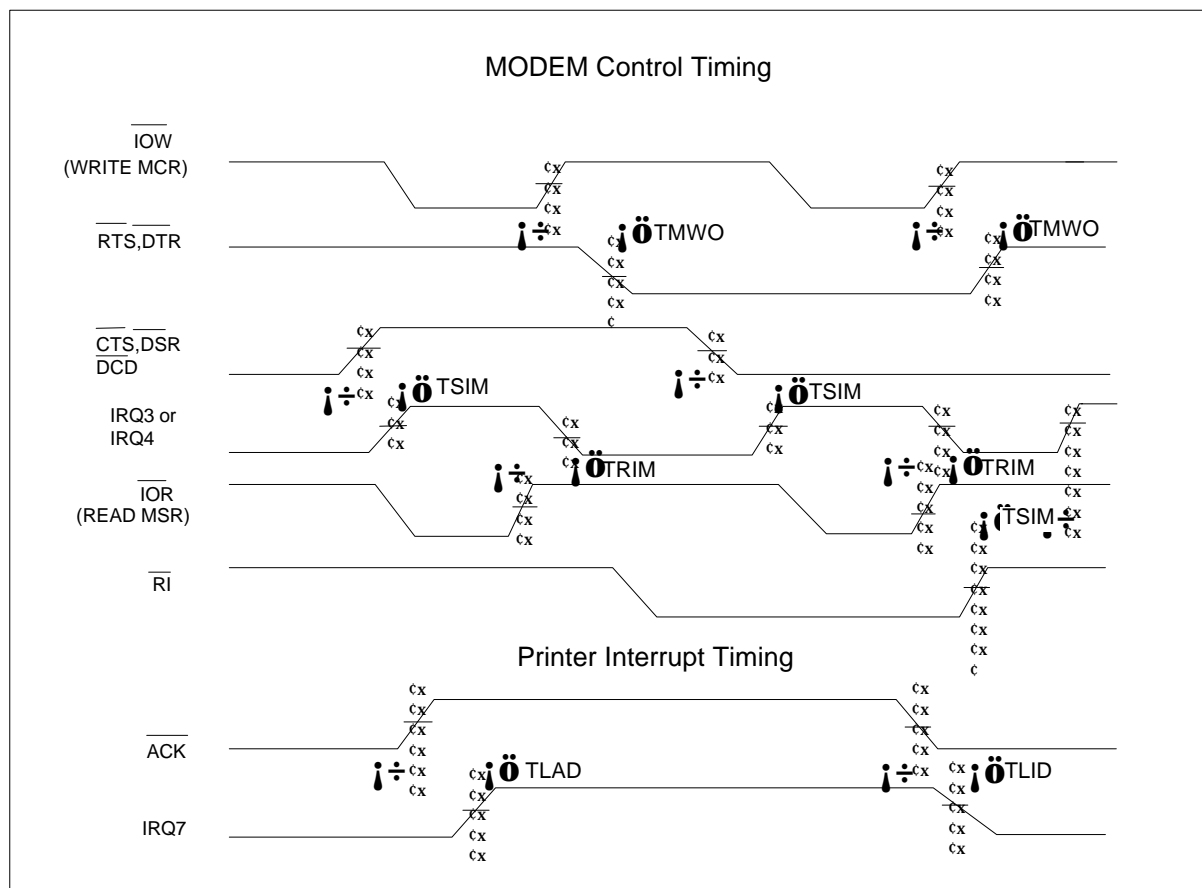 MODEM Control Timing
IOW
(WRITE MCR)
RTS,DTR
TMWO
TMWO
CTS,DSR
DCD
TSIM
TSIM
IRQ3 or
IRQ4
TRIM
TRIM
IOR
(READ MSR)
TSIM
RI
Printer Interrupt Timing
ACK
TLAD
TLID
IRQ7